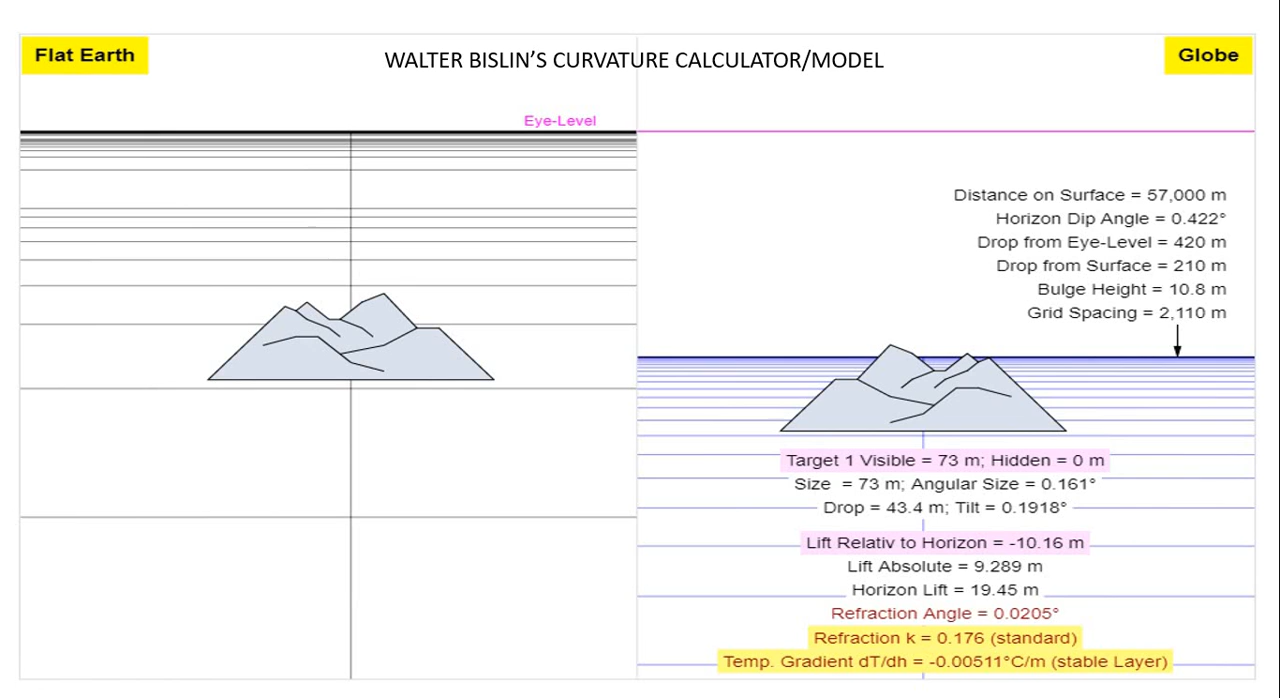 Flat Earth
WALTER BISLIN’S CURVATURE CALCULATOR/MODEL
Globe
Eye-Level
Distance on Surface = 57,000 m
Horizon Dip Angle = 0.422°
Drop from Eye-Level = 420 m
Drop from Surface = 210 m
Bulge Height = 10.8 m
Grid Spacing = 2,110 m
Target 1 Visible = 73 m; Hidden = 0 m
Size = 73 m; Angular Size = 0.161°
Drop = 43.4 m; Tilt = 0.1918°
Lift Relativ to Horizon = -10.16 m
Lift Absolute = 9.289 m
Horizon Lift = 19.45 m
Refraction Angle = 0.0205°
Refraction k = 0.176 (standard)
Temp. Gradient dT/dh = -0.00511°C/m (stable Layer)